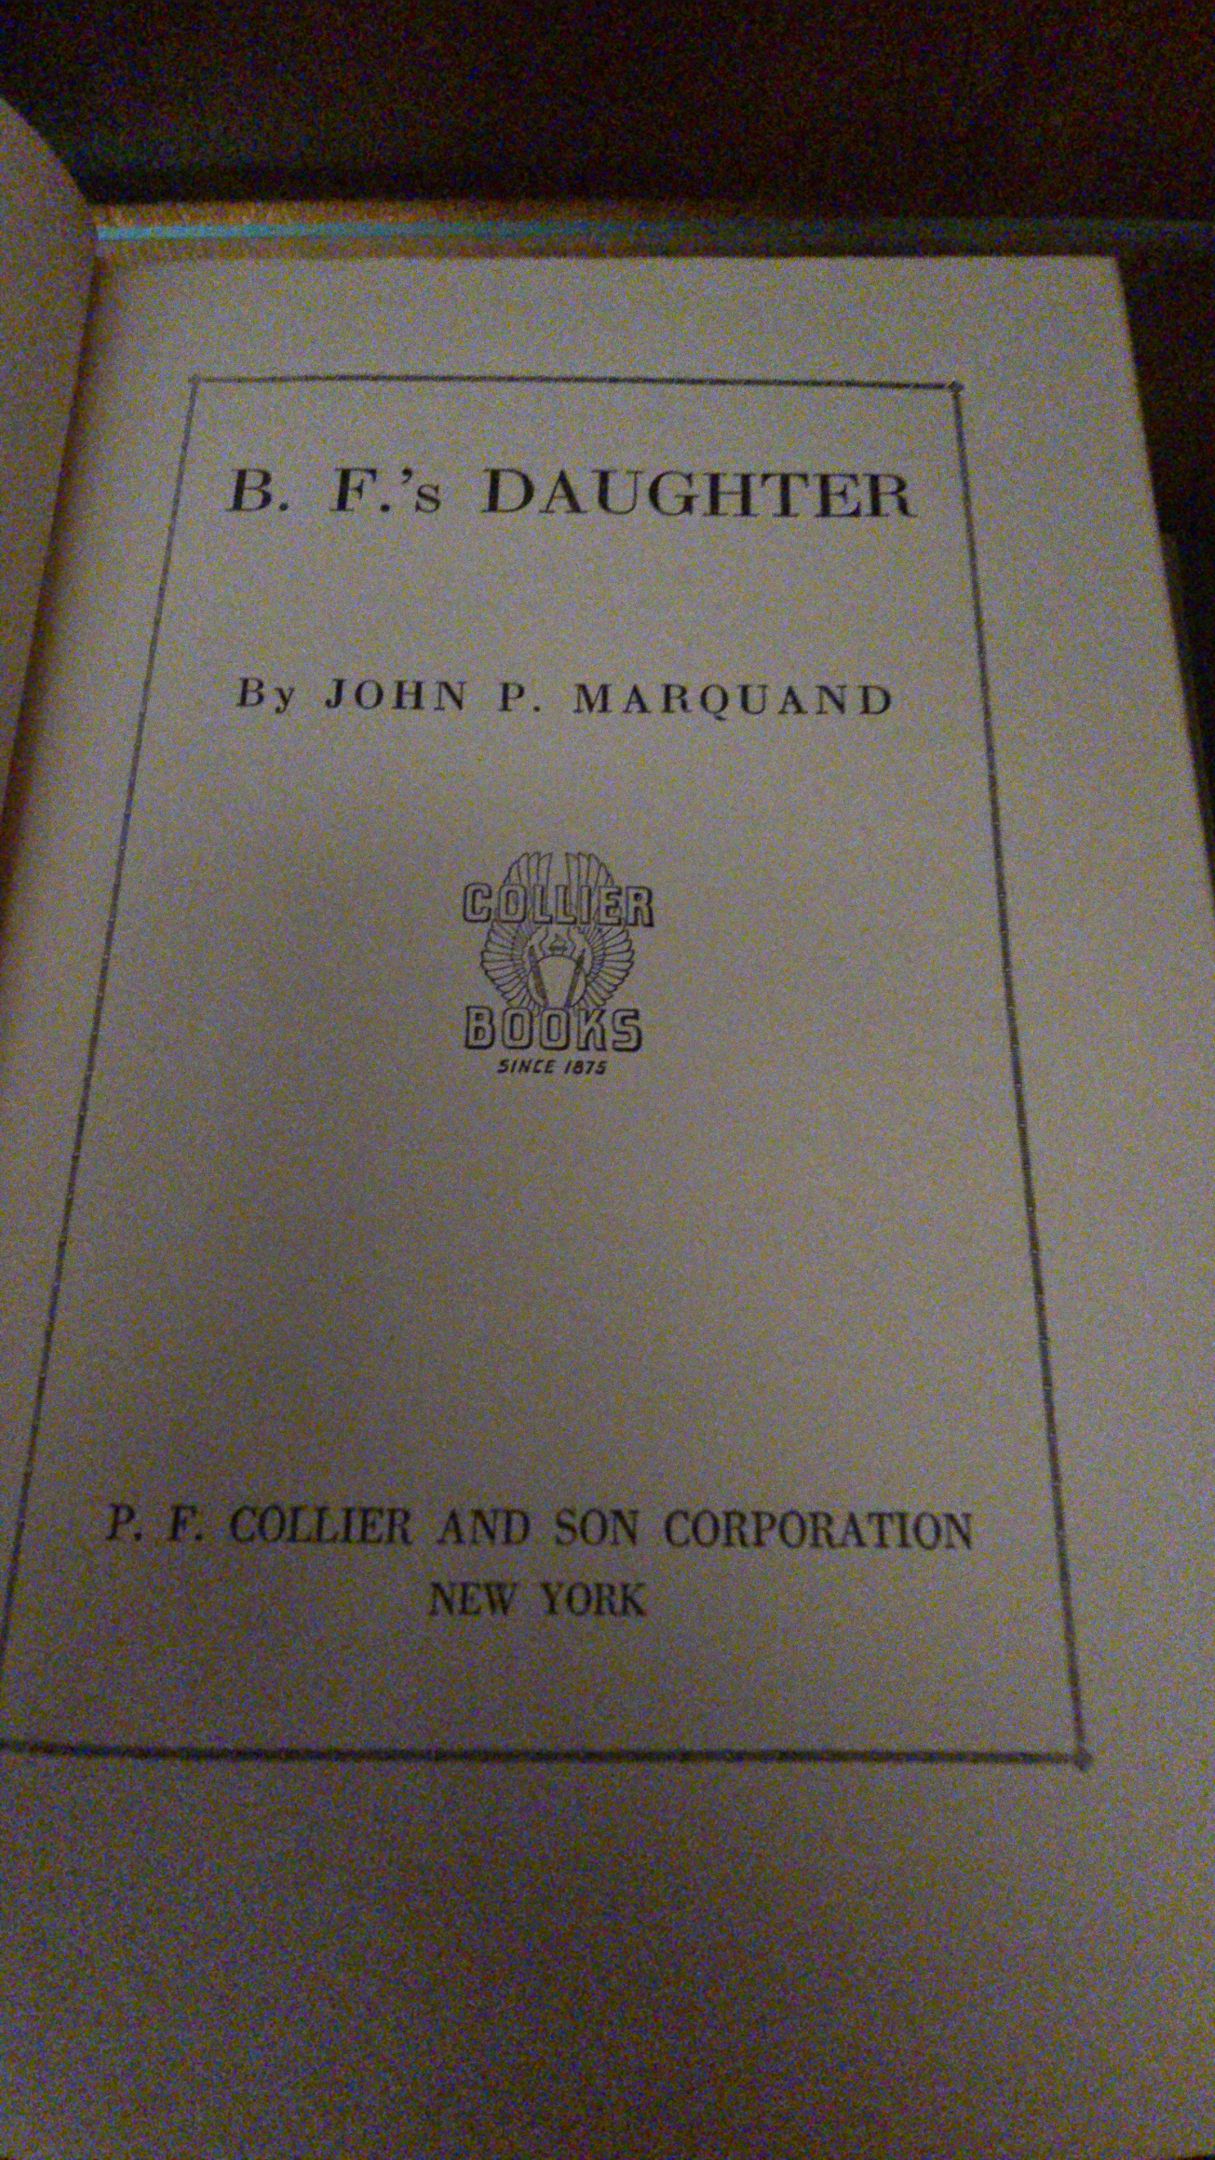 B. F.'s DAUGHTER
By JOHN P. MARQUAND
COLLIER
BOOKS
SINCE 1875
P. F. COLLIER AND SON CORPORATION
NEW YORK